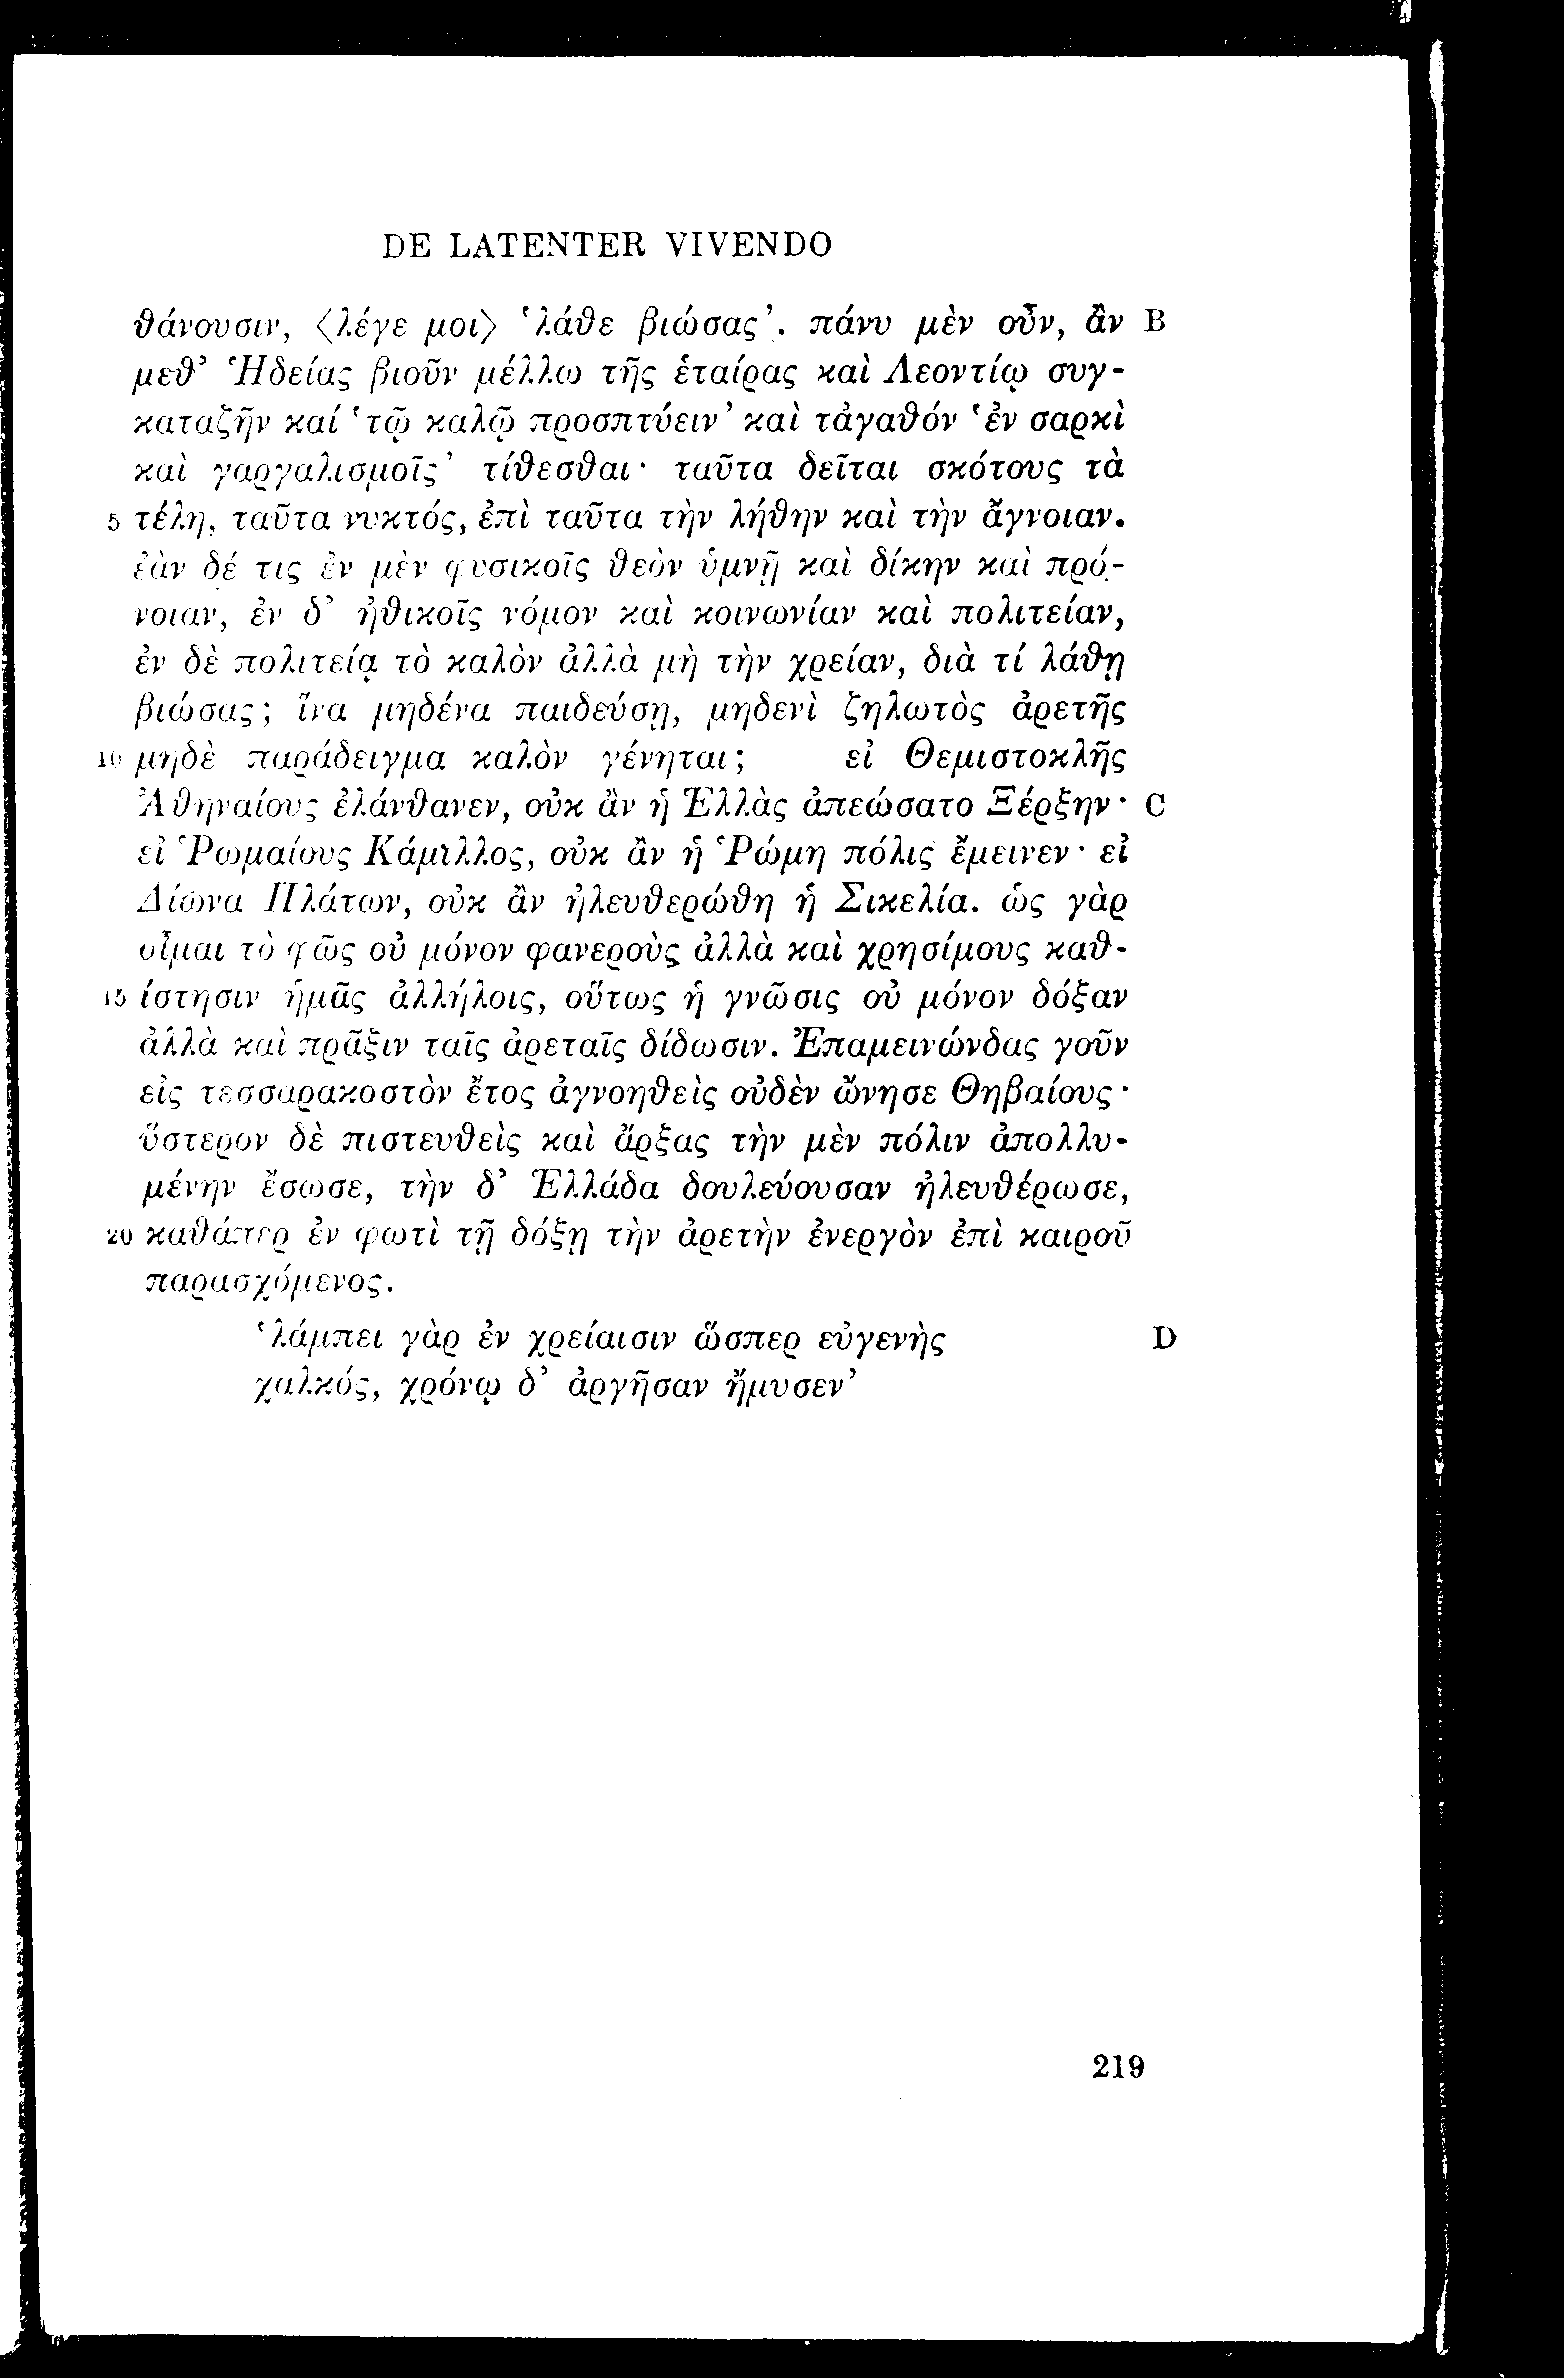 DE LATENTER VIVENDO
θάνουσιν, ⟨λέγε μοι⟩ ‘λάθε βιώσας’. πάνυ μὲν οὖν, ἂν B
μεθ’ Ἡδείας βιοῦν μέλλω τῆς ἑταίρας καὶ Λεοντίῳ συγ-
καταζῆν καί ‘τῷ καλῷ προσπτύειν’ καὶ τἀγαθόν ‘ἐν σαρκὶ
καὶ γαργαλισμοῖς’ τίθεσθαι· ταῦτα δεῖται σκότους τὰ
5 τέλη, ταῦτα νυκτός, ἐπὶ ταῦτα τὴν λήθην καὶ τὴν ἄγνοιαν.
ἐὰν δέ τις ἐν μὲν φυσικοῖς θεὸν ὑμνῇ καὶ δίκην καὶ πρό-
νοιαν, ἐν δ’ ἠθικοῖς νόμον καὶ κοινωνίαν καὶ πολιτείαν,
ἐν δὲ πολιτείᾳ τὸ καλὸν ἀλλὰ μὴ τὴν χρείαν, διὰ τί λάθῃ
βιώσας; ἵνα μηδένα παιδεύσῃ, μηδενὶ ζηλωτὸς ἀρετῆς
10 μηδὲ παράδειγμα καλὸν γένηται; εἰ Θεμιστοκλῆς
Ἀθηναίους ἐλάνθανεν, οὐκ ἂν ἡ Ἑλλὰς ἀπεώσατο Ξέρξην· C
εἰ Ῥωμαίους Κάμιλλος, οὐκ ἂν ἡ Ῥώμη πόλις ἔμεινεν· εἰ
Δίωνα Πλάτων, οὐκ ἂν ἠλευθερώθη ἡ Σικελία. ὡς γὰρ
οἶμαι τὸ φῶς οὐ μόνον φανεροὺς ἀλλὰ καὶ χρησίμους καθ-
15 ίστησιν ἡμᾶς ἀλλήλοις, οὕτως ἡ γνῶσις οὐ μόνον δόξαν
ἀλλὰ καὶ πρᾶξιν ταῖς ἀρεταῖς δίδωσιν. Ἐπαμεινώνδας γοῦν
εἰς τεσσαρακοστὸν ἔτος ἀγνοηθεὶς οὐδὲν ὤνησε Θηβαίους·
ὕστερον δὲ πιστευθεὶς καὶ ἄρξας τὴν μὲν πόλιν ἀπολλυ-
μένην ἔσωσε, τὴν δ’ Ἑλλάδα δουλεύουσαν ἠλευθέρωσε,
20 καθάπερ ἐν φωτὶ τῇ δόξῃ τὴν ἀρετὴν ἐνεργὸν ἐπὶ καιροῦ
παρασχόμενος.
‘λάμπει γὰρ ἐν χρείαισιν ὥσπερ εὐγενὴς D
χαλκός, χρόνῳ δ’ ἀργῆσαν ἤμυσεν’
219